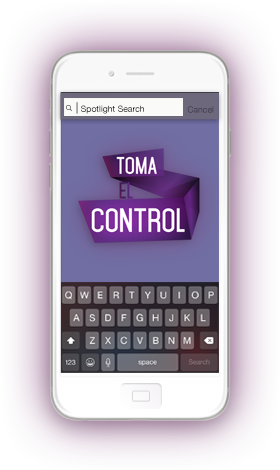 Spotlight Search Cancel
TOMA
EL
CONTROL
Q W E R T Y U I O P
A S D F G H J K L
Z X C V B N M
123 space Search